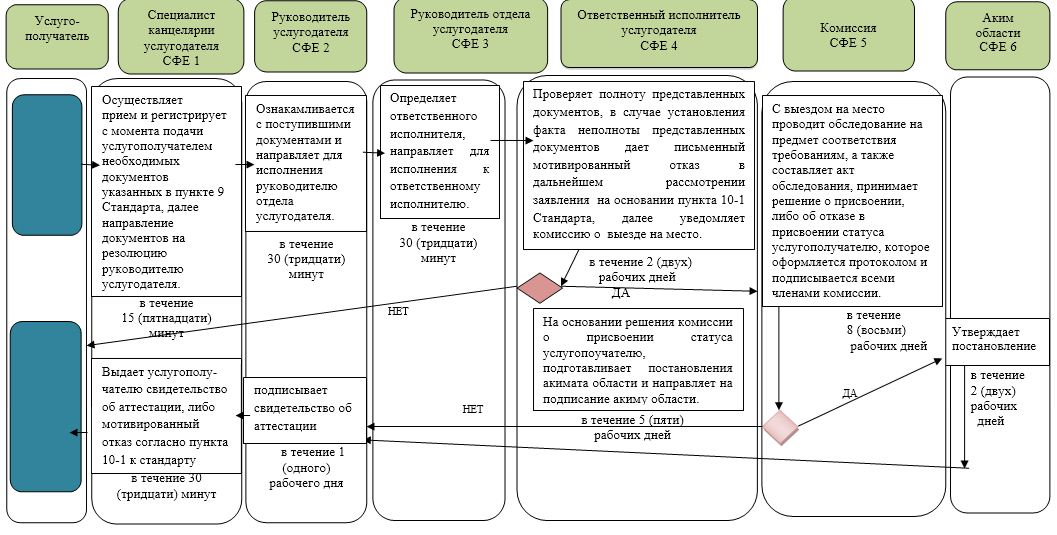 Услуго-
получатель
Специалист
канцелярии
услугодателя
СФЕ 1
Руководитель
услугодателя
СФЕ 2
Руководитель отдела
услугодателя
СФЕ 3
Ответственный исполнитель
услугодателя
СФЕ 4
Комиссия
СФЕ 5
Аким
области
СФЕ 6
Осуществляет
прием и регистрирует
с момента подачи
услугополучателем
необходимых
документов
указанных в пункте 9
Стандарта, далее
направление
документов на
резолюцию
руководителю
услугодателя.
в течение
15 (пятнадцати)
минут
Ознакамливается
с поступившими
документами и
направляет для
исполнения
руководителю
отдела
услугодателя.
в течение
30 (тридцати)
минут
Определяет
ответственного
исполнителя,
направляет для
исполнения к
ответственному
исполнителю.
в течение
30 (тридцати)
минут
Проверяет полноту представленных
документов, в случае установления
факта неполноты представленных
документов дает письменный
мотивированный отказ в
дальнейшем рассмотрении
заявления на основании пункта 10-1
Стандарта, далее уведомляет
комиссию о выезде на место.
в течение 2 (двух)
рабочих дней
ДА
НЕТ
С выездом на место
проводит обследование на
предмет соответствия
требованиям, а также
составляет акт
обследования, принимает
решение о присвоении,
либо об отказе в
присвоении статуса
услугополучателю, которое
оформляется протоколом и
подписывается всеми
членами комиссии.
в течение
8 (восьми)
рабочих дней
На основании решения комиссии
о присвоении статуса
услугопоучателю,
подготавливает постановления
акимата области и направляет на
подписание акиму области.
в течение 5 (пяти)
рабочих дней
Утверждает
постановление
в течение
2 (двух)
рабочих
дней
ДА
НЕТ
подписывает
свидетельство об
аттестации
в течение 1
(одного)
рабочего дня
Выдает услугополу-
чателю свидетельство
об аттестации, либо
мотивированный
отказ согласно пункта
10-1 к стандарту
в течение 30
(тридцати) минут